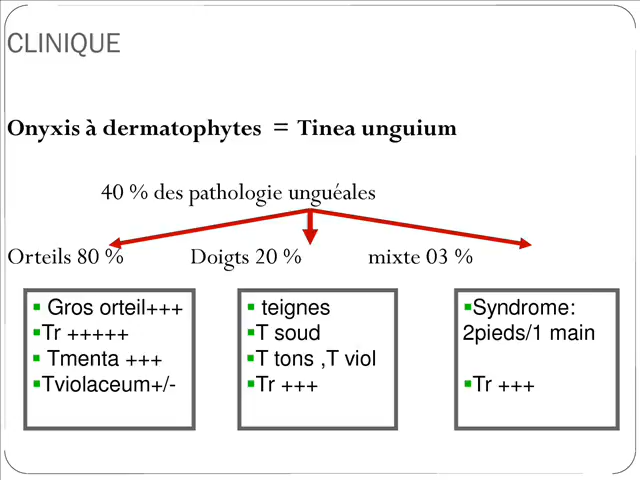 CLINIQUE
Onyxis à dermatophytes = Tinea unguium
40 % des pathologie unguéales
Orteils 80 % Doigts 20 % mixte 03 %
Gros orteil+++
Tr +++++
Tmenta +++
Tviolaceum+/-
teignes
T soud
T tons ,T viol
Tr +++
Syndrome:
2pieds/1 main
Tr +++